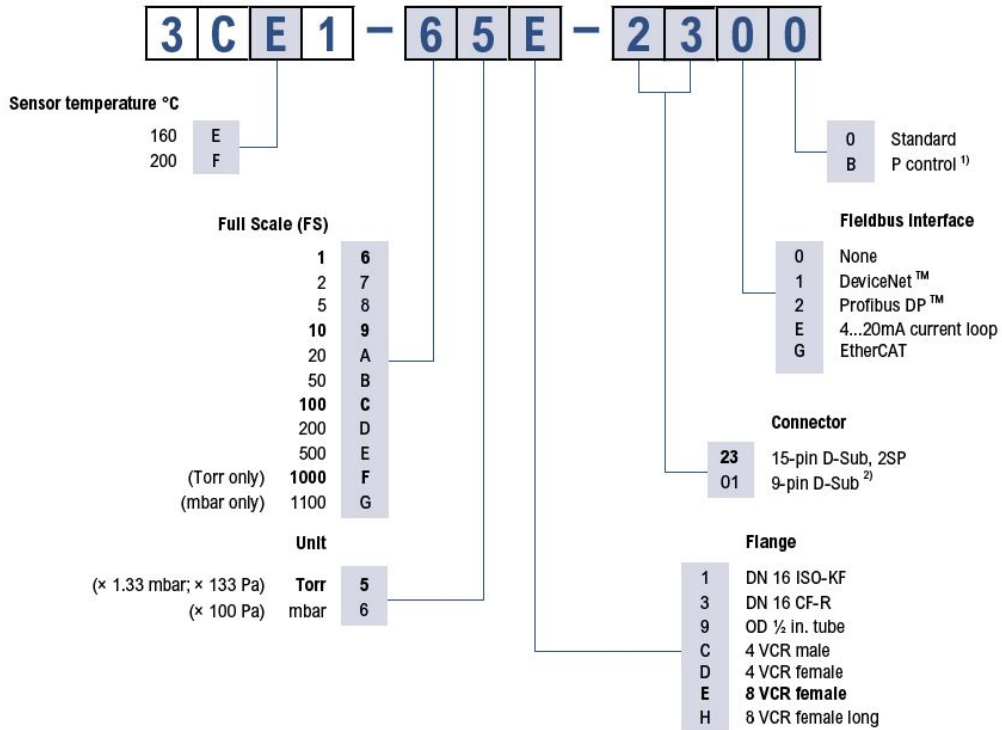 3CE1 – 65E – 2300
Sensor temperature °C
160 E
200 F
0 Standard
B P control 1)
Full Scale (FS)
1 6
2 7
5 8
10 9
20 A
50 B
100 C
200 D
500 E
(Torr only) 1000 F
(mbar only) 1100 G
Fieldbus Interface
0 None
1 DeviceNet™
2 Profibus DP™
E 4...20mA current loop
G EtherCAT
Connector
23 15-pin D-Sub, 2SP
01 9-pin D-Sub 2)
Unit
(× 1.33 mbar; × 133 Pa) Torr 5
(× 100 Pa) mbar 6
Flange
1 DN 16 ISO-KF
3 DN 16 CF-R
9 OD ½ in. tube
C 4 VCR male
D 4 VCR female
E 8 VCR female
H 8 VCR female long